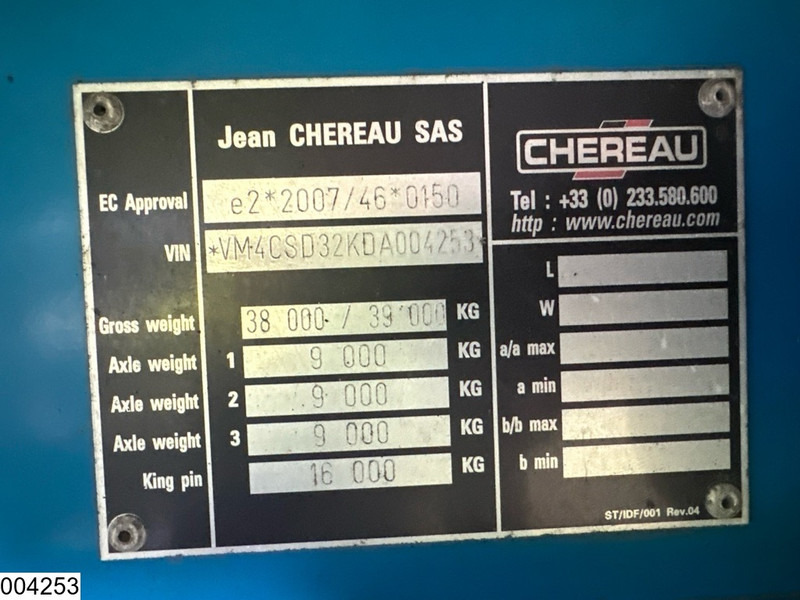 Jean CHEREAU SAS
EC Approval e2*2007/46*0150
VIN *VM4CSD32KDA004253*
Gross weight 38 000 / 39 000 KG
Axle weight 1 9 000 KG
Axle weight 2 9 000 KG
Axle weight 3 9 000 KG
King pin 16 000 KG
CHEREAU
Tel : +33 (0) 233.580.600
http : www.chereau.com
L
W
a/a max
a min
b/b max
b min
ST/IDF/001 Rev.04
004253